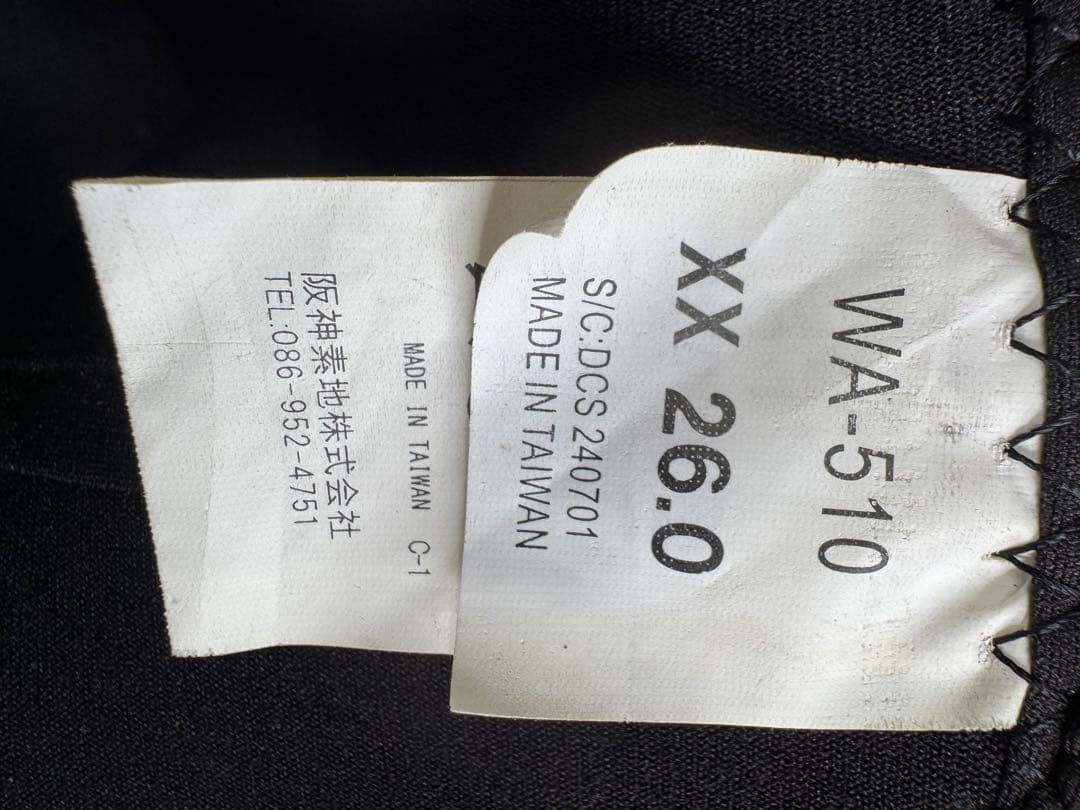 WA-510
XX 26.0
S/C:DCS 240701
MADE IN TAIWAN
MADE IN TAIWAN C-1
阪神素地株式会社
TEL:086-952-4751